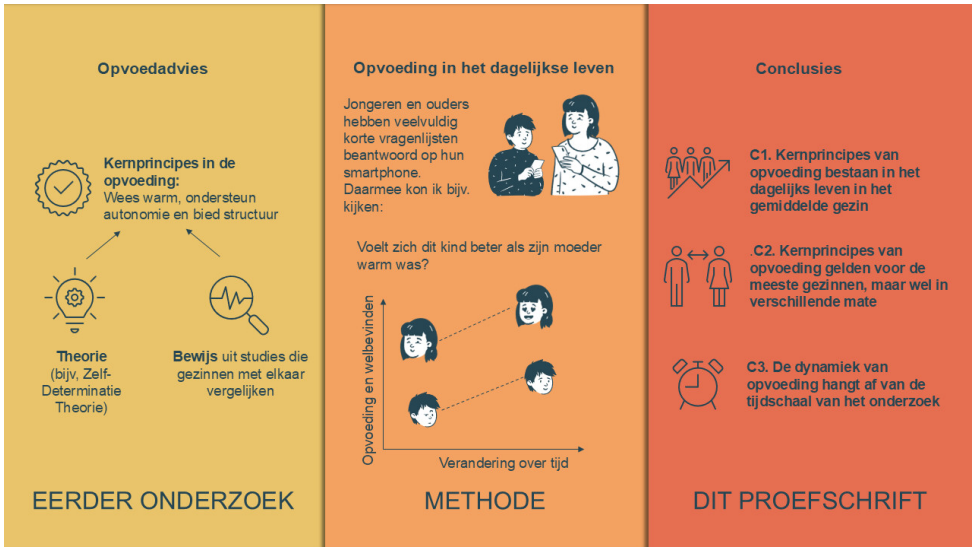 Opvoedadvies
Kernprincipes in de
opvoeding:
Wees warm, ondersteun
autonomie en bied structuur
Theorie
(bijv, Zelf-
Determinatie
Theorie)
Bewijs uit studies die
gezinnen met elkaar
vergelijken
EERDER ONDERZOEK
Opvoeding in het dagelijkse leven
Jongeren en ouders
hebben veelvuldig
korte vragenlijsten
beantwoord op hun
smartphone.
Daarmee kon ik bijv.
kijken:
Voelt zich dit kind beter als zijn moeder
warm was?
Opvoeding en welbevinden
Verandering over tijd
METHODE
Conclusies
C1. Kernprincipes van
opvoeding bestaan in het
dagelijks leven in het
gemiddelde gezin
.C2. Kernprincipes van
opvoeding gelden voor de
meeste gezinnen, maar wel in
verschillende mate
C3. De dynamiek van
opvoeding hangt af van de
tijdschaal van het onderzoek
DIT PROEFSCHRIFT